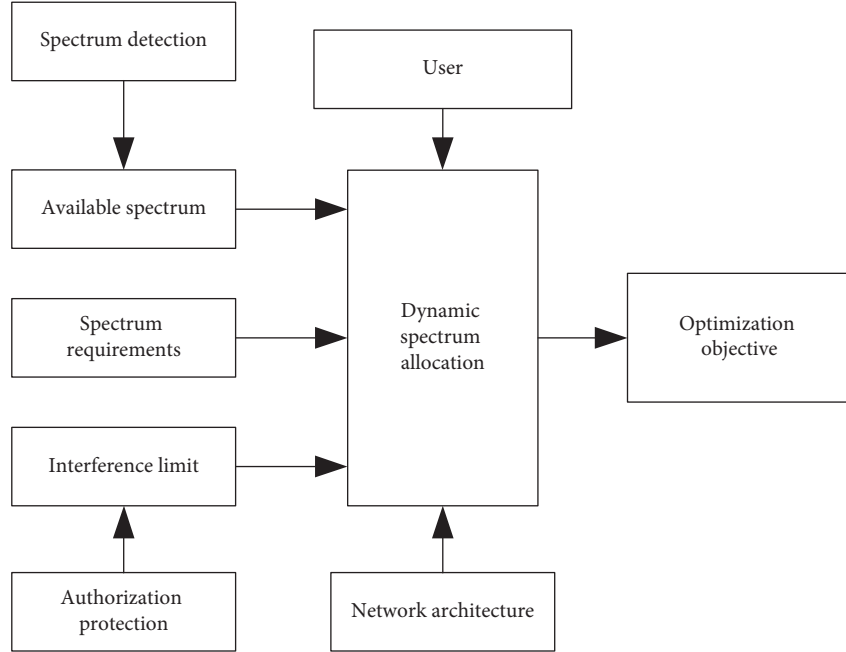 Spectrum detection
User
Available spectrum
Spectrum
requirements
Dynamic
spectrum
allocation
Optimization
objective
Interference limit
Authorization
protection
Network architecture